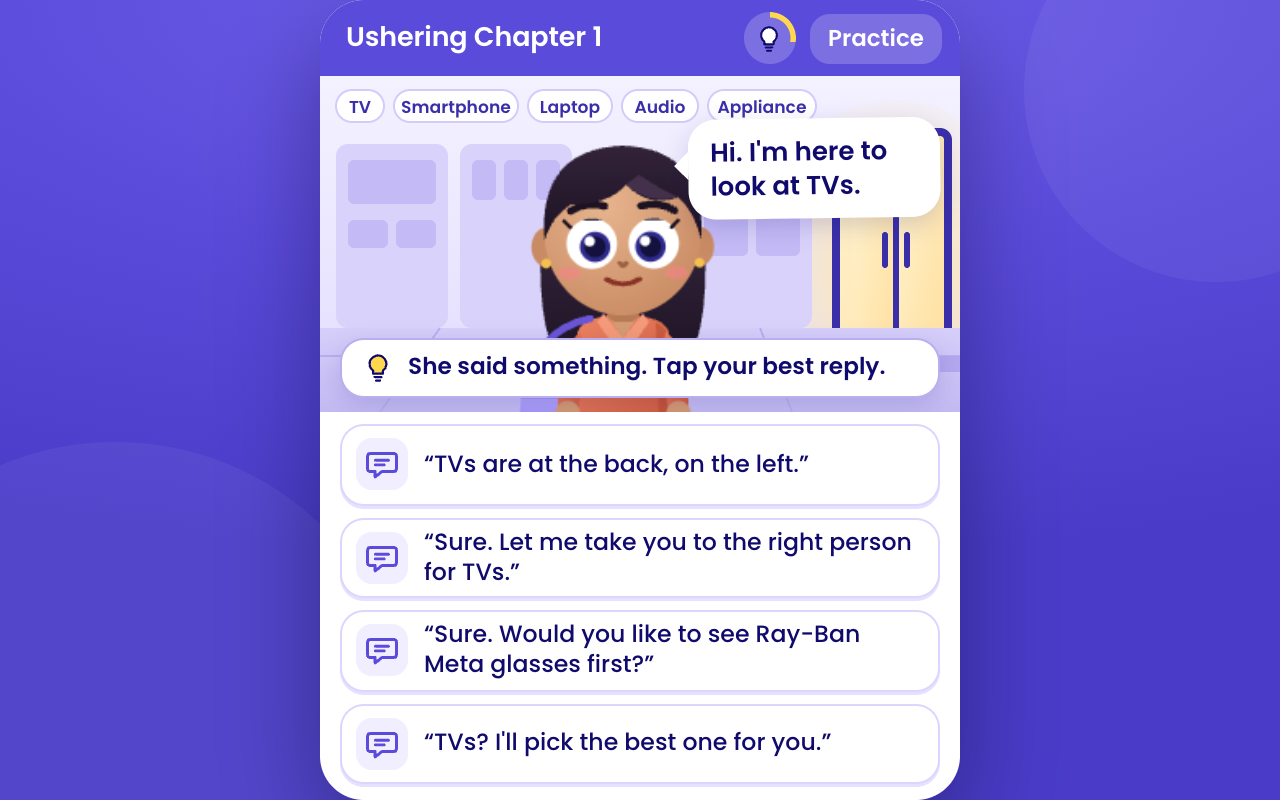 Ushering Chapter 1
Practice
TV
Smartphone
Laptop
Audio
Appliance
Hi. I'm here to
look at TVs.
She said something. Tap your best reply.
“TVs are at the back, on the left.”
“Sure. Let me take you to the right person
for TVs.”
“Sure. Would you like to see Ray-Ban
Meta glasses first?”
“TVs? I'll pick the best one for you.”